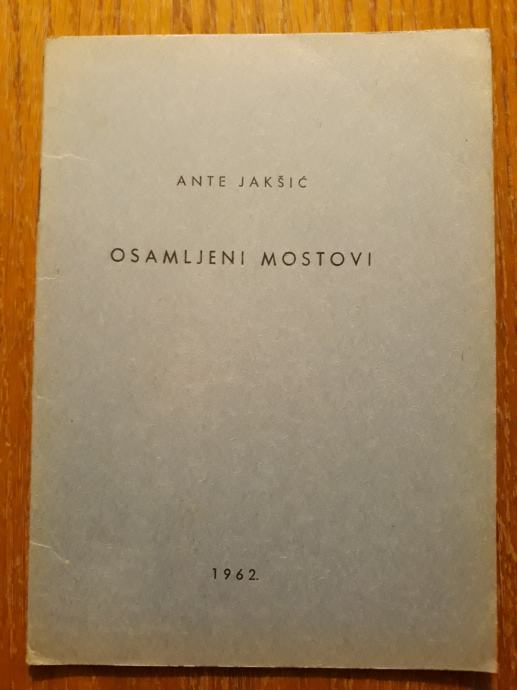 ANTE JAKŠIĆ
OSAMLJENI MOSTOVI
1962.